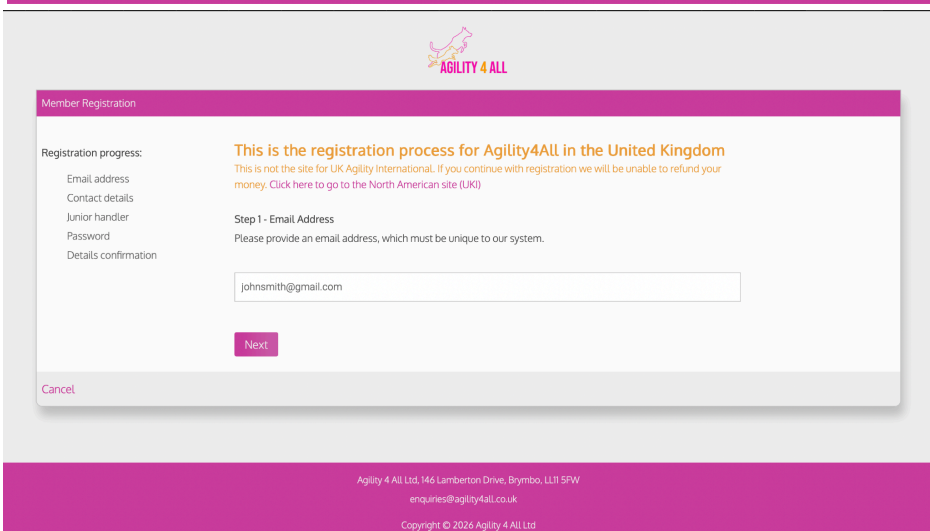 AGILITY 4 ALL
Member Registration
Registration progress:
Email address
Contact details
Junior handler
Password
Details confirmation
This is the registration process for Agility4All in the United Kingdom
This is not the site for UK Agility International. If you continue with registration we will be unable to refund your
money. Click here to go to the North American site (UKI)
Step 1 - Email Address
Please provide an email address, which must be unique to our system.
johnsmith@gmail.com
Next
Cancel
Agility 4 All Ltd, 146 Lamberton Drive, Brymbo, LL11 5FW
enquiries@agility4all.co.uk
Copyright © 2026 Agility 4 All Ltd